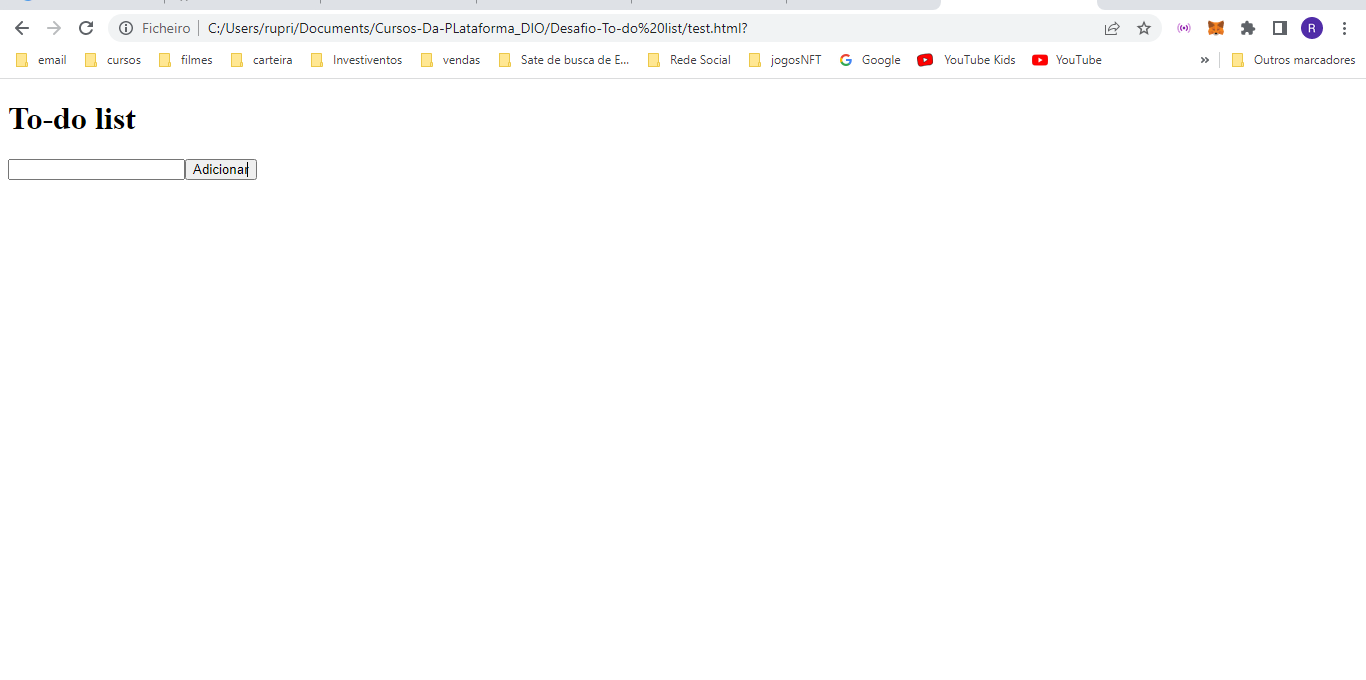 Ficheiro C:/Users/rupri/Documents/Cursos-Da-PLataforma_DIO/Desafio-To-do%20list/test.html? R
email cursos filmes carteira Investiventos vendas Sate de busca de E... Rede Social jogosNFT Google YouTube Kids YouTube » Outros marcadores
To-do list
Adicionar